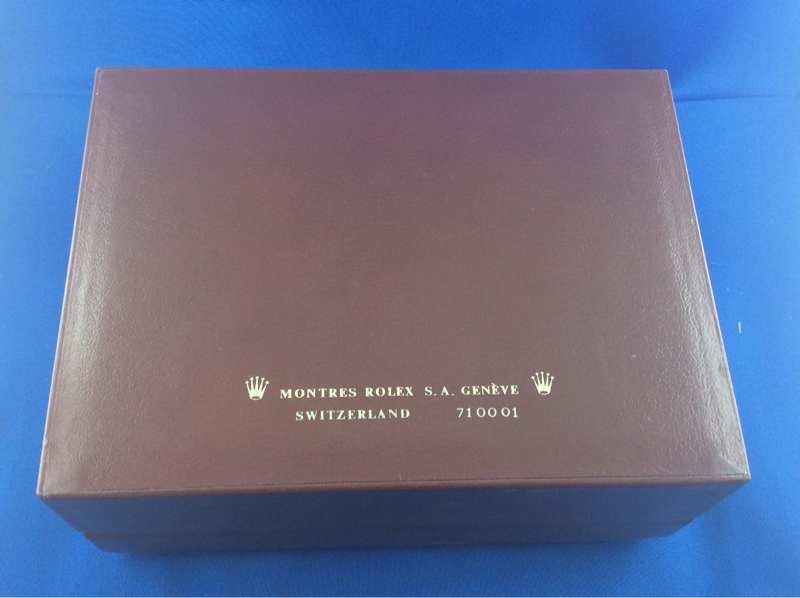 MONTRES ROLEX S.A. GENÈVE
SWITZERLAND 71 00 01